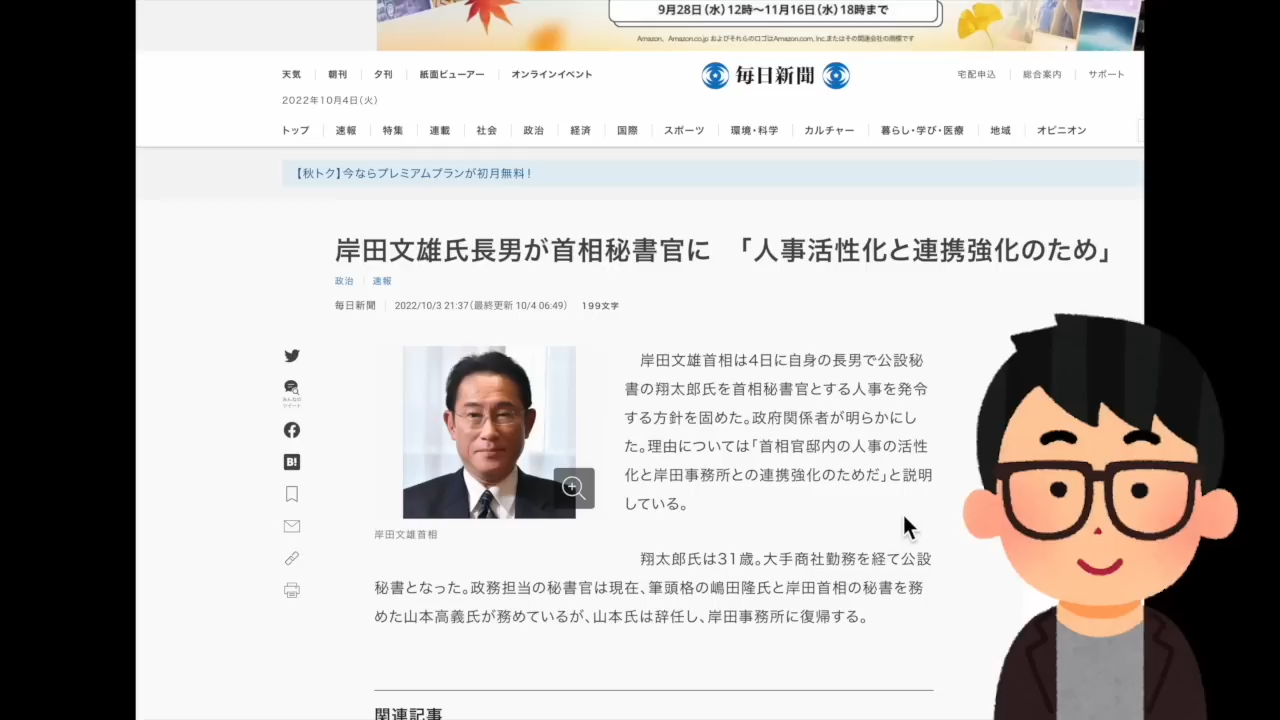 9月28日(水)12時〜11月16日(水)18時まで
Amazon、Amazon.co.jp およびそれらのロゴはAmazon.com, Inc.またはその関連会社の商標です
天気 朝刊 夕刊 紙面ビューアー オンラインイベント 毎日新聞 宅配申込 総合案内 サポート
2022年10月4日(火)
トップ 速報 特集 連載 社会 政治 経済 国際 スポーツ 環境・科学 カルチャー 暮らし・学び・医療 地域 オピニオン
【秋トク】今ならプレミアムプランが初月無料!
岸田文雄氏長男が首相秘書官に 「人事活性化と連携強化のため」
政治 速報
毎日新聞 2022/10/3 21:37(最終更新 10/4 06:49) 199文字
みんなの
ツイート
B!
岸田文雄首相
岸田文雄首相は4日に自身の長男で公設秘
書の翔太郎氏を首相秘書官とする人事を発令
する方針を固めた。政府関係者が明らかにし
た。理由については「首相官邸内の人事の活性
化と岸田事務所との連携強化のためだ」と説明
している。
翔太郎氏は31歳。大手商社勤務を経て公設
秘書となった。政務担当の秘書官は現在、筆頭格の嶋田隆氏と岸田首相の秘書を務
めた山本高義氏が務めているが、山本氏は辞任し、岸田事務所に復帰する。
関連記事